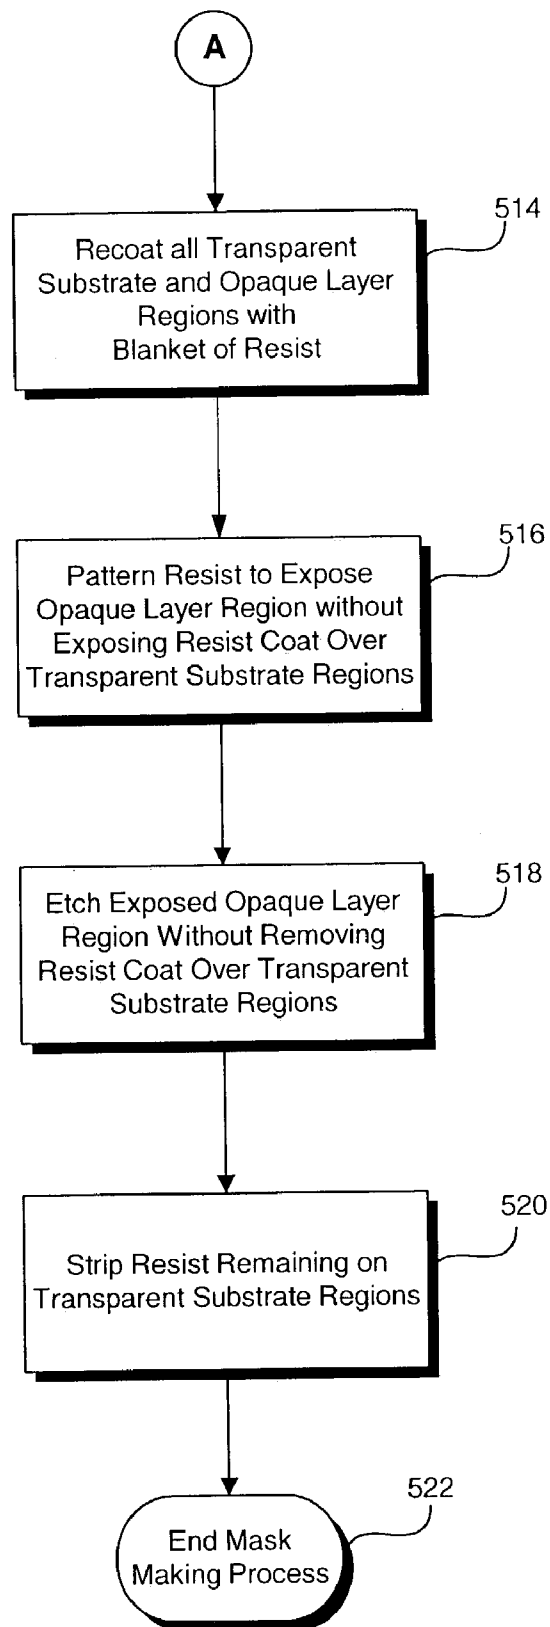 A
514
Recoat all Transparent
Substrate and Opaque Layer
Regions with
Blanket of Resist
516
Pattern Resist to Expose
Opaque Layer Region without
Exposing Resist Coat Over
Transparent Substrate Regions
518
Etch Exposed Opaque Layer
Region Without Removing
Resist Coat Over Transparent
Substrate Regions
520
Strip Resist Remaining on
Transparent Substrate Regions
522
End Mask
Making Process